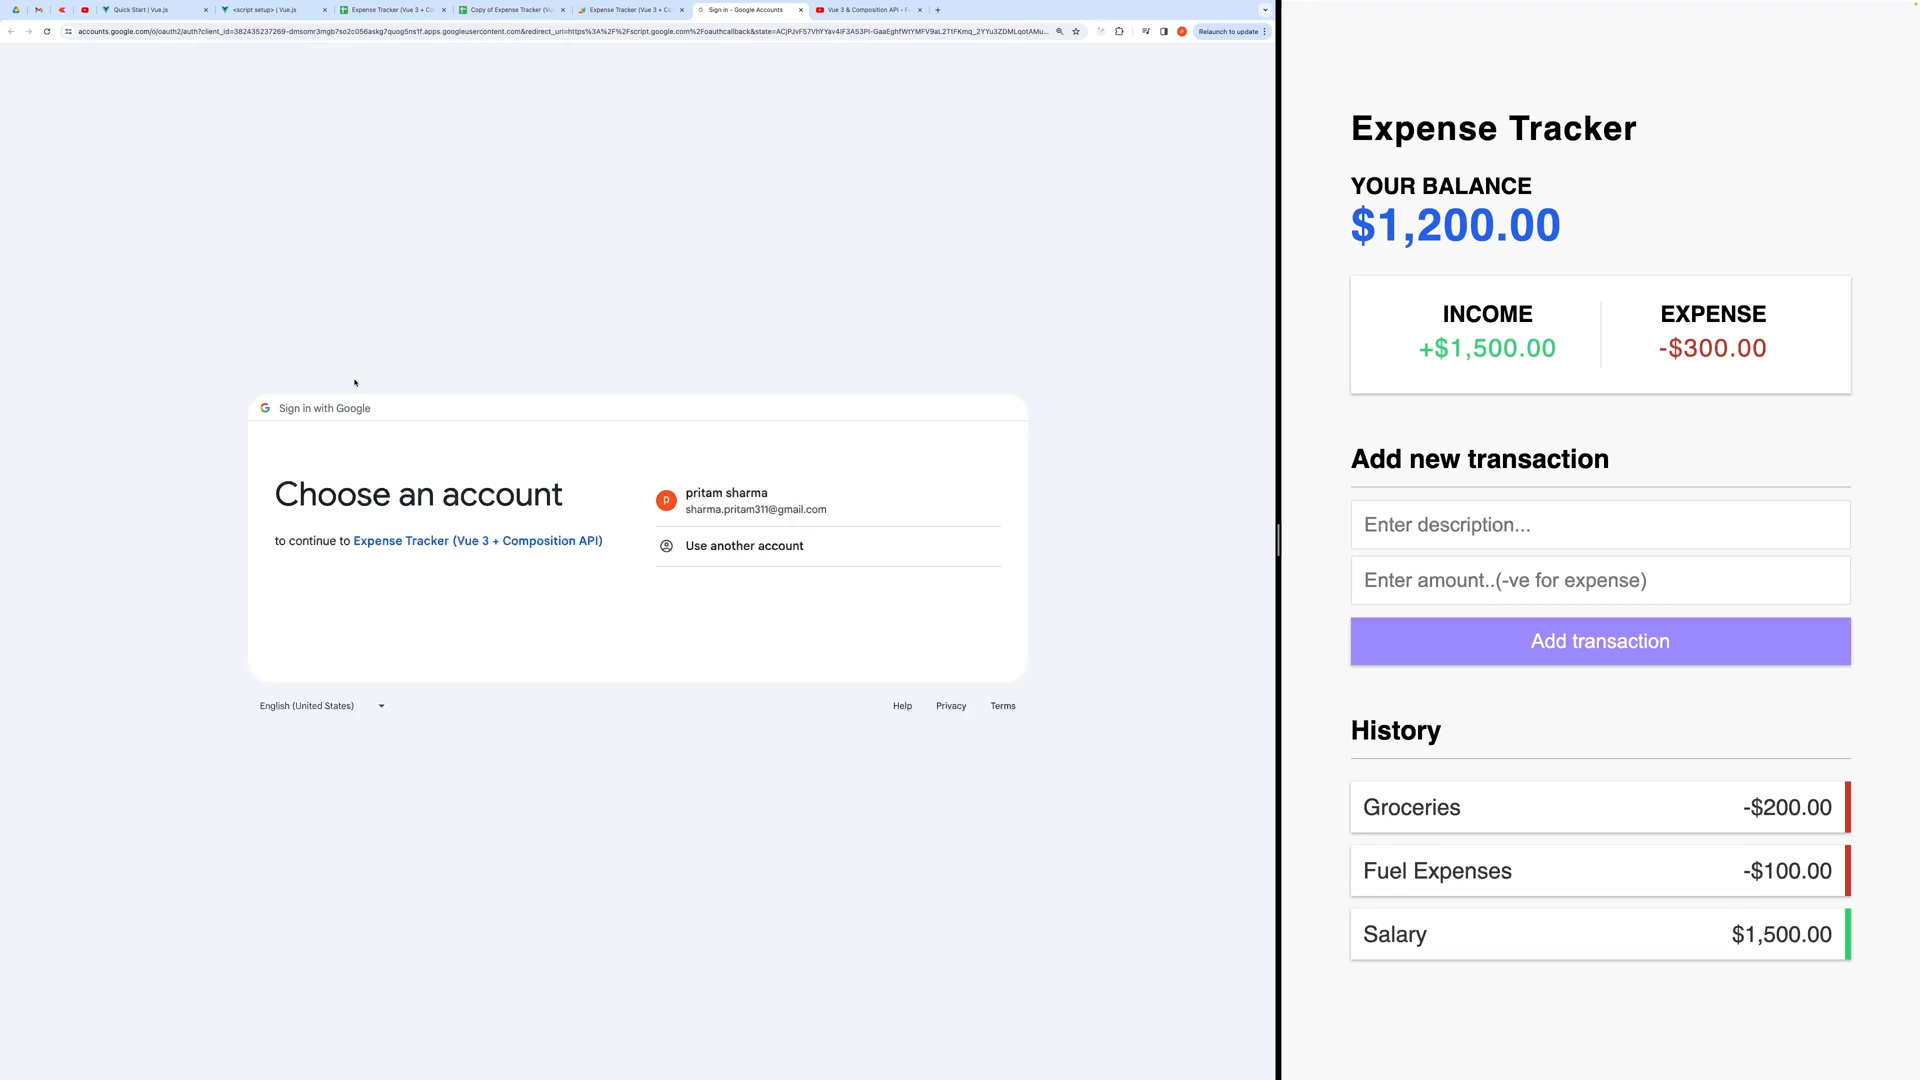 Quick Start | Vue.js
<script setup> | Vue.js
Expense Tracker (Vue 3 + Co
Copy of Expense Tracker (Vu
Expense Tracker (Vue 3 + Co
Sign in - Google Accounts
Vue 3 & Composition API - F
Relaunch to update
Sign in with Google
Choose an account
to continue to Expense Tracker (Vue 3 + Composition API)
p
pritam sharma
sharma.pritam311@gmail.com
Use another account
English (United States)
Help
Privacy
Terms
Expense Tracker
YOUR BALANCE
$1,200.00
INCOME
+$1,500.00
EXPENSE
-$300.00
Add new transaction
Enter description...
Enter amount..(-ve for expense)
Add transaction
History
Groceries -$200.00
Fuel Expenses -$100.00
Salary $1,500.00